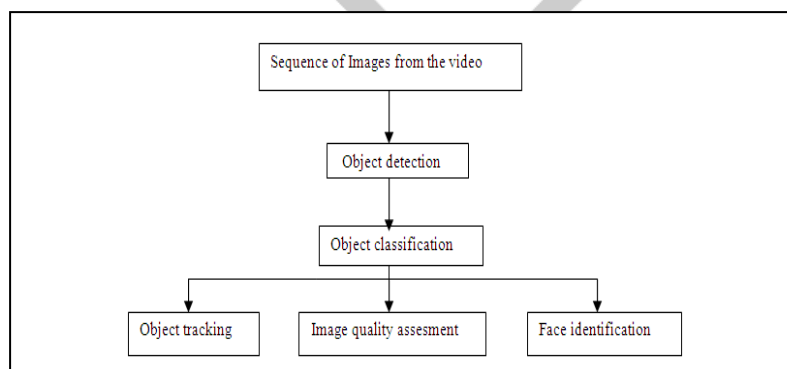 Sequence of Images from the video
Object detection
Object classification
Object tracking
Image quality assesment
Face identification